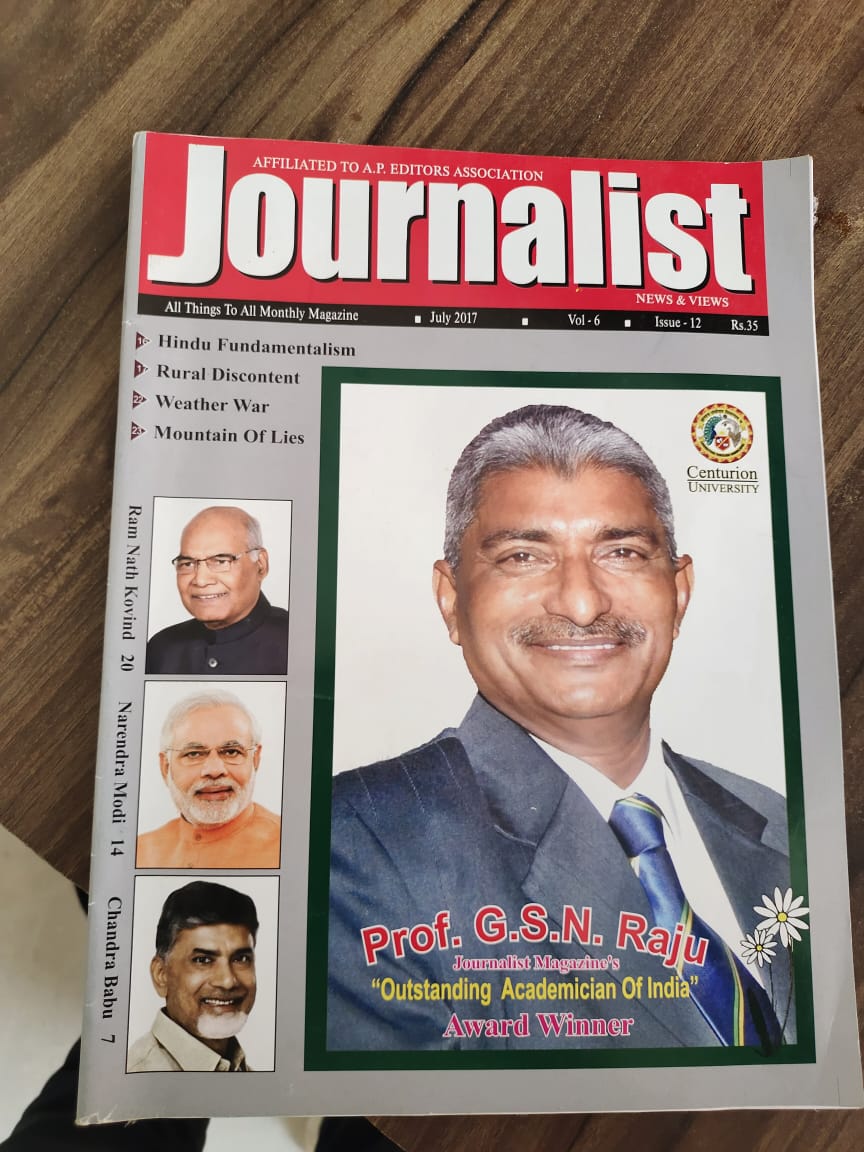 AFFILIATED TO A.P. EDITORS ASSOCIATION
Journalist
NEWS & VIEWS
All Things To All Monthly Magazine ■ July 2017 ■ Vol - 6 ■ Issue - 12 Rs.35
16 Hindu Fundamentalism
Rural Discontent
22 Weather War
23 Mountain Of Lies
Centurion
UNIVERSITY
Ram Nath Kovind 20
Narendra Modi 14
Chandra Babu 7
Prof. G.S.N. Raju
Journalist Magazine's
"Outstanding Academician Of India"
Award Winner